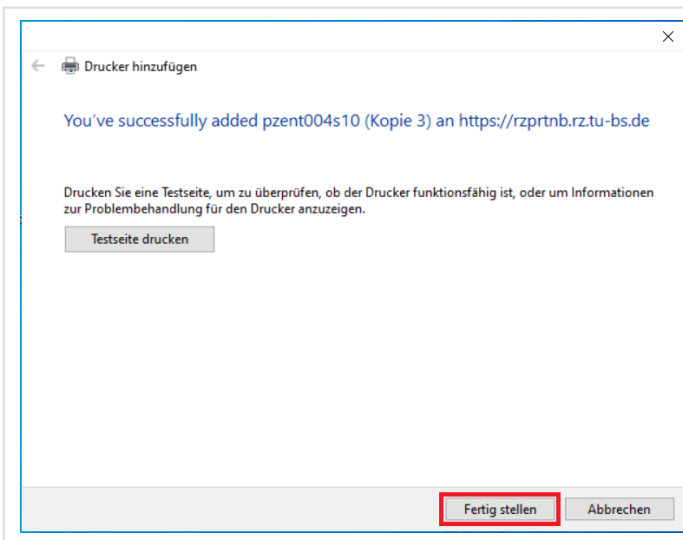 Drucker hinzufügen
You've successfully added pzent004s10 (Kopie 3) an https://rzprtnb.rz.tu-bs.de
Drucken Sie eine Testseite, um zu überprüfen, ob der Drucker funktionsfähig ist, oder um Informationen
zur Problembehandlung für den Drucker anzuzeigen.
Testseite drucken
Fertig stellen
Abbrechen